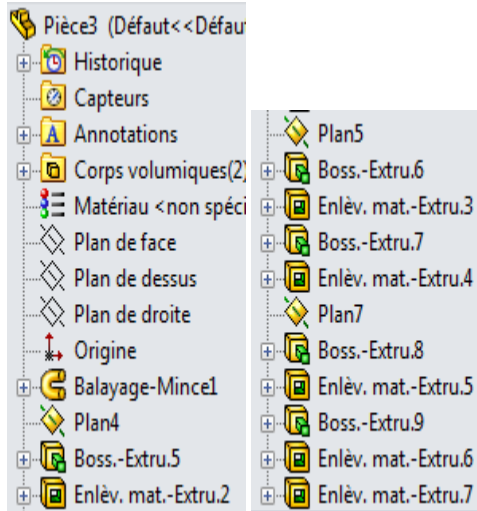 Pièce3 (Défaut<<Défau
Historique
Capteurs
Annotations
Corps volumiques(2)
Matériau <non spéci
Plan de face
Plan de dessus
Plan de droite
Origine
Balayage-Mince1
Plan4
Boss.-Extru.5
Enlèv. mat.-Extru.2
Plan5
Boss.-Extru.6
Enlèv. mat.-Extru.3
Boss.-Extru.7
Enlèv. mat.-Extru.4
Plan7
Boss.-Extru.8
Enlèv. mat.-Extru.5
Boss.-Extru.9
Enlèv. mat.-Extru.6
Enlèv. mat.-Extru.7